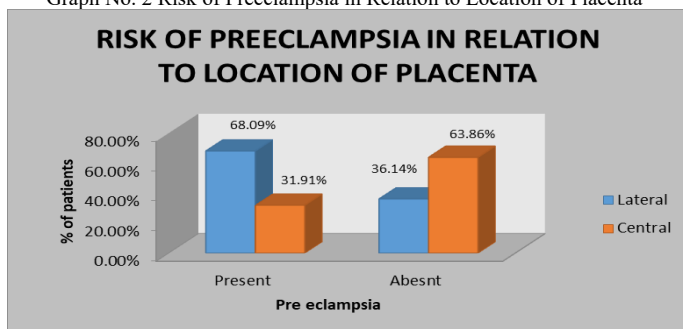 Graph No. 2 Risk of Preeclampsia in Relation to Location of Placenta
RISK OF PREECLAMPSIA IN RELATION
TO LOCATION OF PLACENTA
68.09%
31.91%
36.14%
63.86%
80.00%
60.00%
40.00%
20.00%
0.00%
% of patients
Present
Abesnt
Pre eclampsia
Lateral
Central